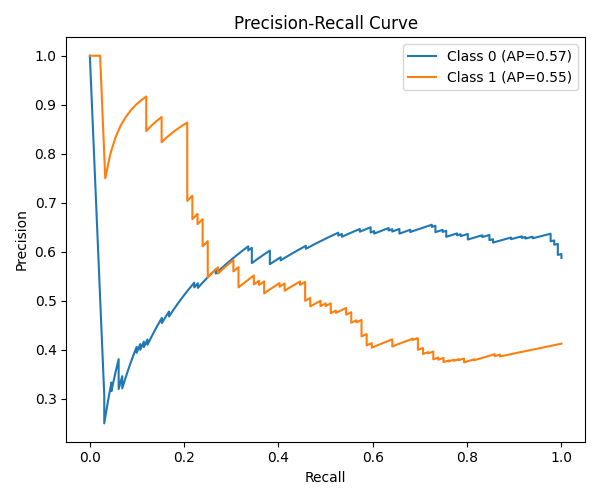 Precision-Recall Curve
Class 0 (AP=0.57)
Class 1 (AP=0.55)
1.0
0.9
0.8
0.7
0.6
0.5
0.4
0.3
Precision
0.0 0.2 0.4 0.6 0.8 1.0
Recall